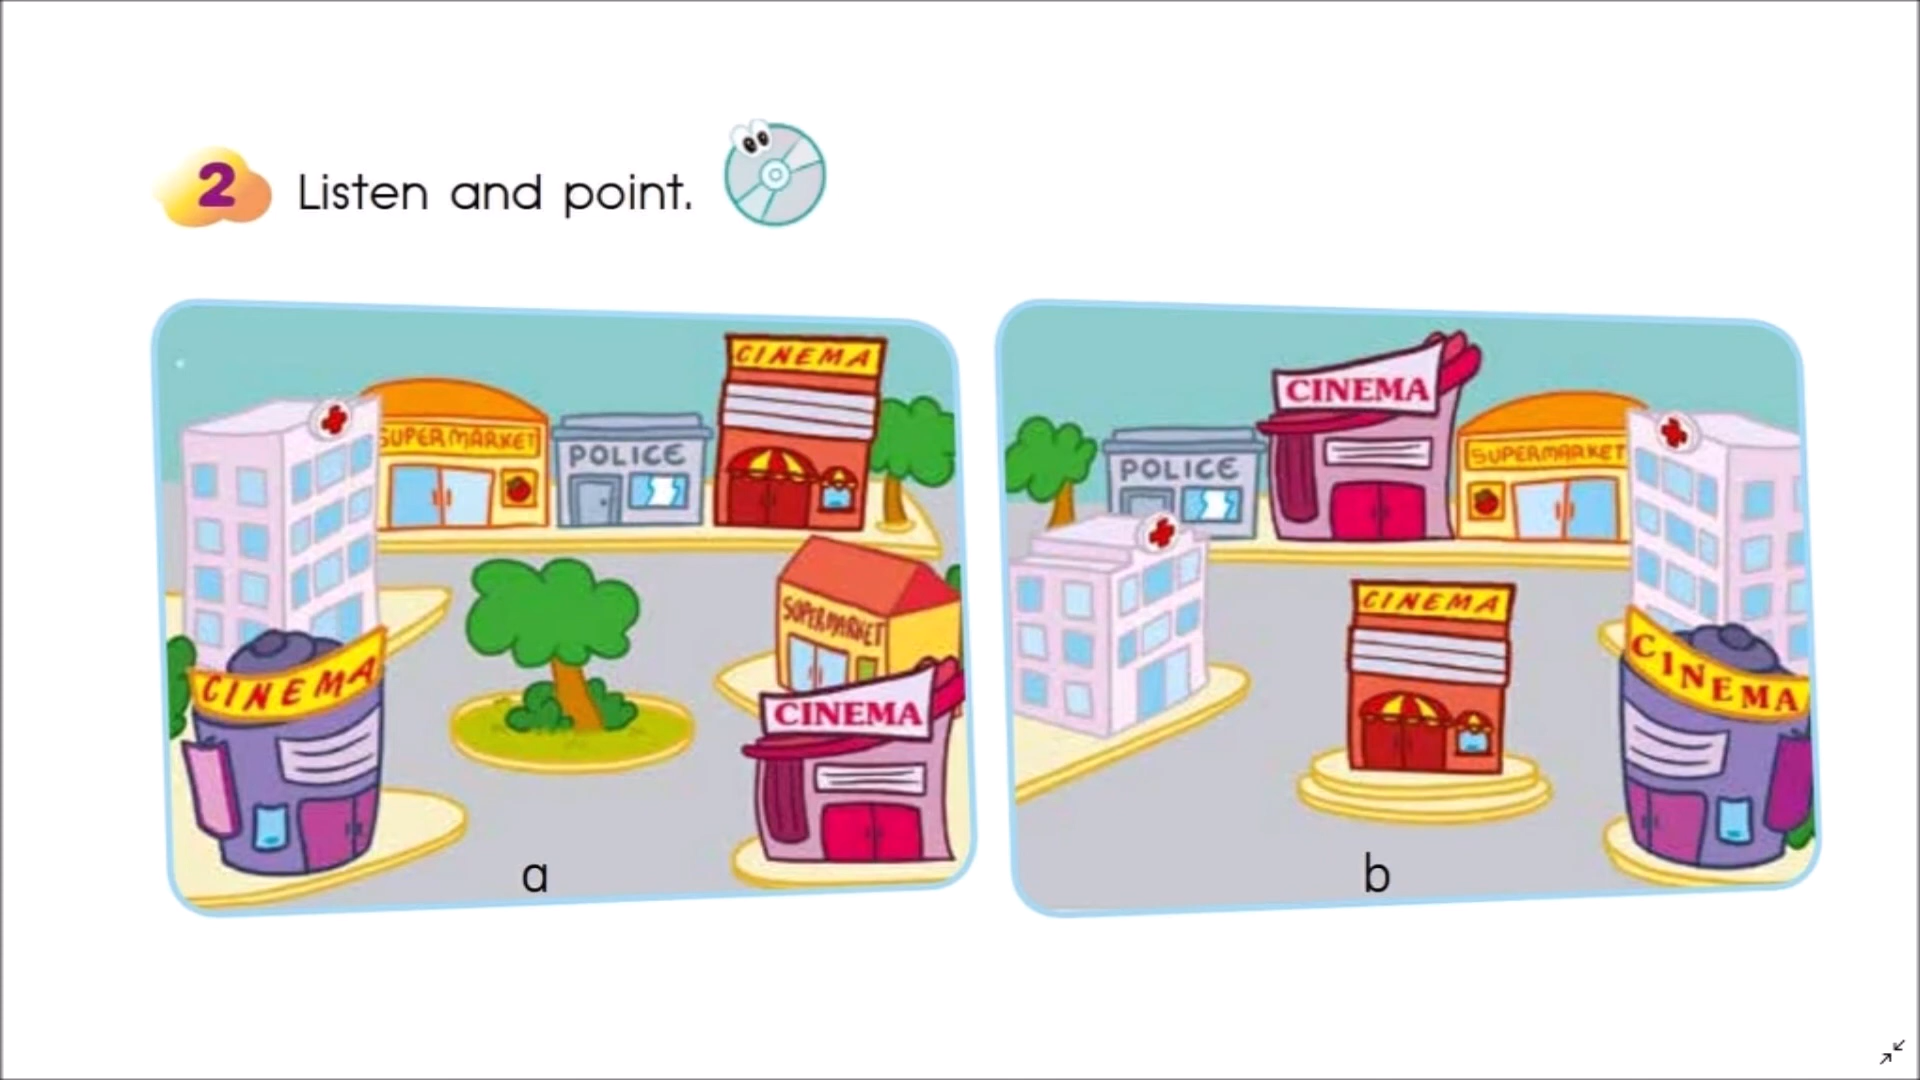 2 Listen and point.
CINEMA
SUPERMARKET
POLICE
SUPERMARKET
CINEMA
CINEMA
a
CINEMA
POLICE
SUPERMARKET
CINEMA
CINEMA
b